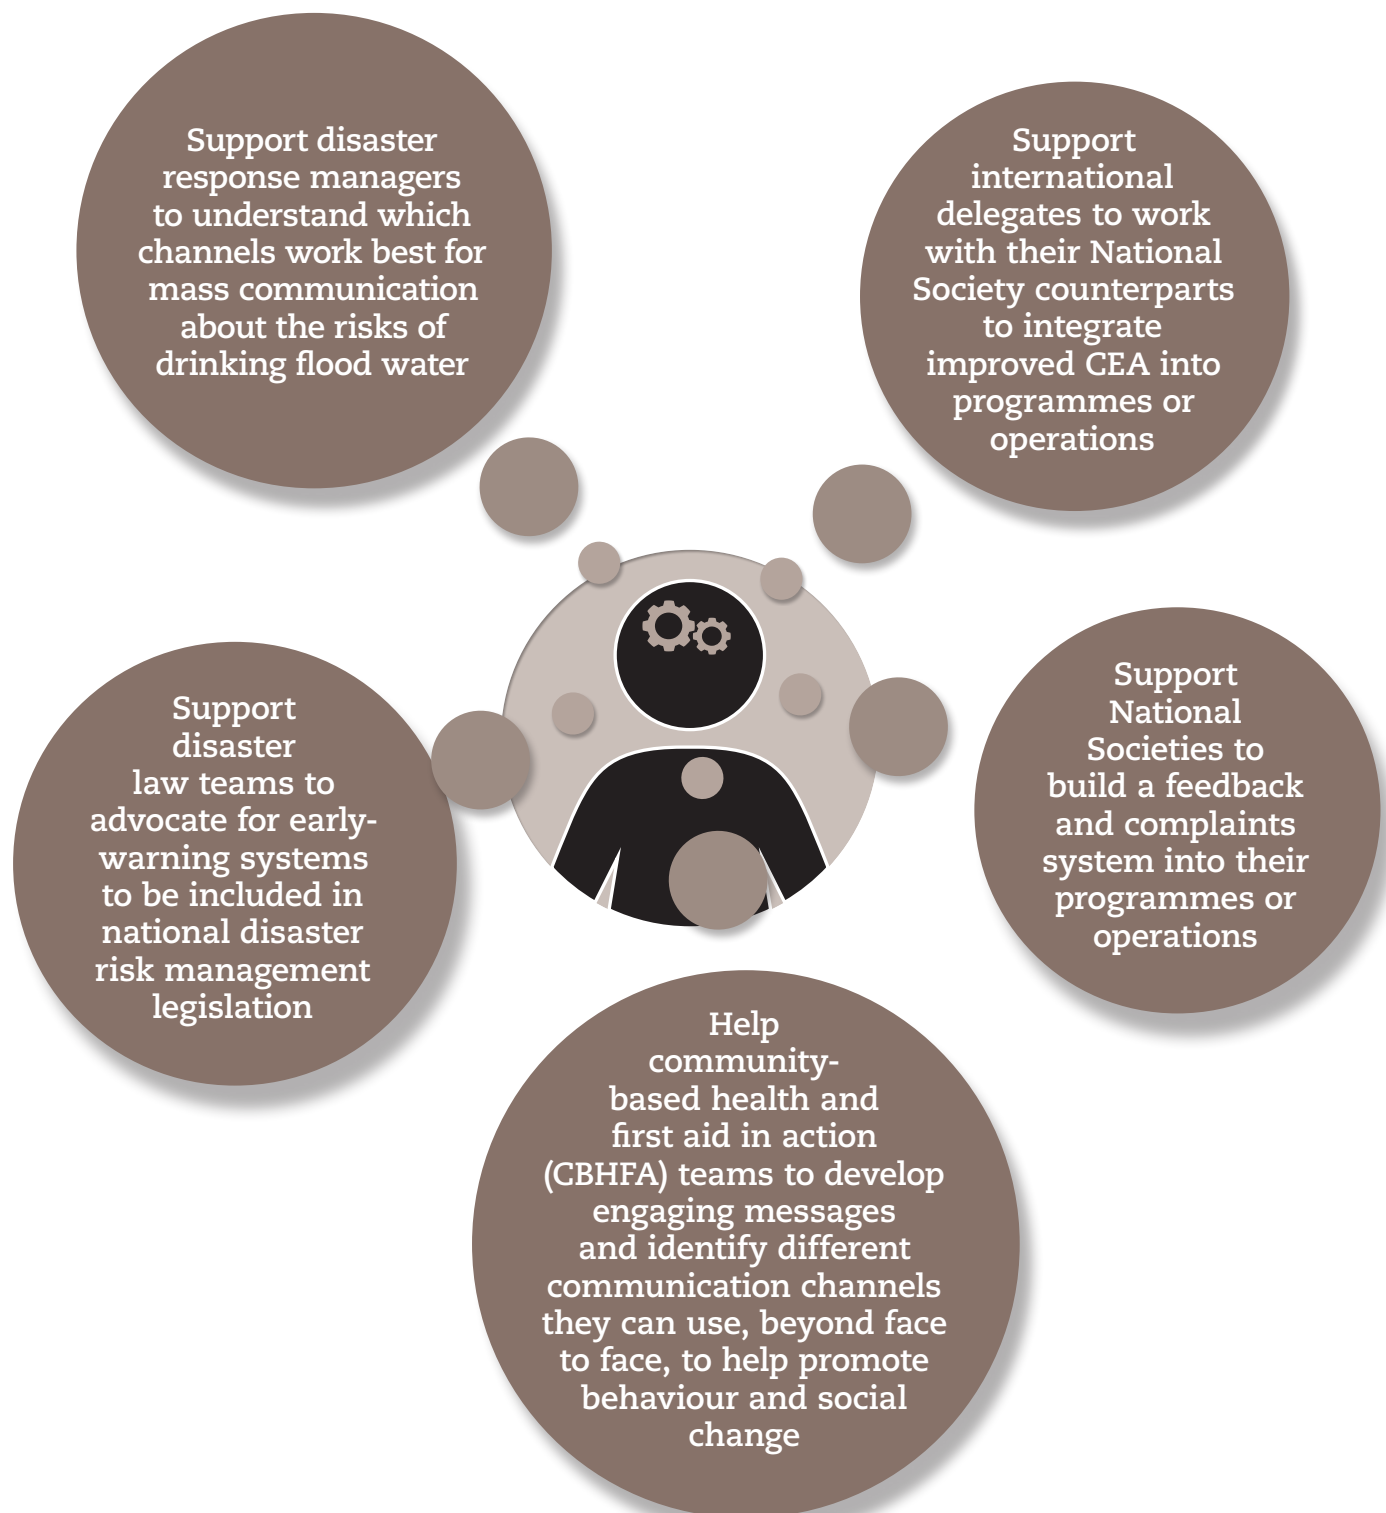 Support disaster
response managers
to understand which
channels work best for
mass communication
about the risks of
drinking flood water
Support
international
delegates to work
with their National
Society counterparts
to integrate
improved CEA into
programmes or
operations
Support
disaster
law teams to
advocate for early-
warning systems
to be included in
national disaster
risk management
legislation
Support
National
Societies to
build a feedback
and complaints
system into their
programmes or
operations
Help
community-
based health and
first aid in action
(CBHFA) teams to develop
engaging messages
and identify different
communication channels
they can use, beyond face
to face, to help promote
behaviour and social
change